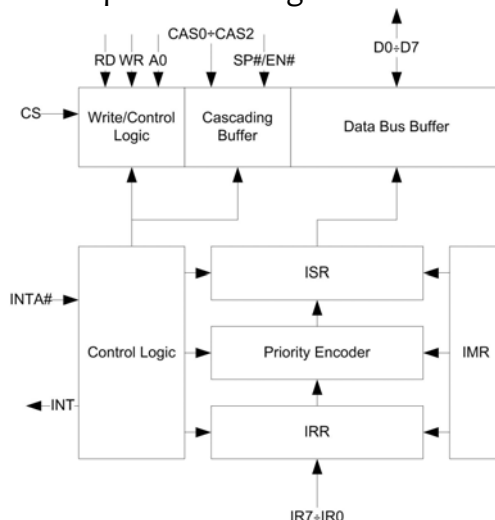 CAS0÷CAS2
D0÷D7
RD WR A0
SP#/EN#
CS
Write/Control
Logic
Cascading
Buffer
Data Bus Buffer
INTA#
ISR
Control Logic
Priority Encoder
IMR
INT
IRR
IR7÷IR0